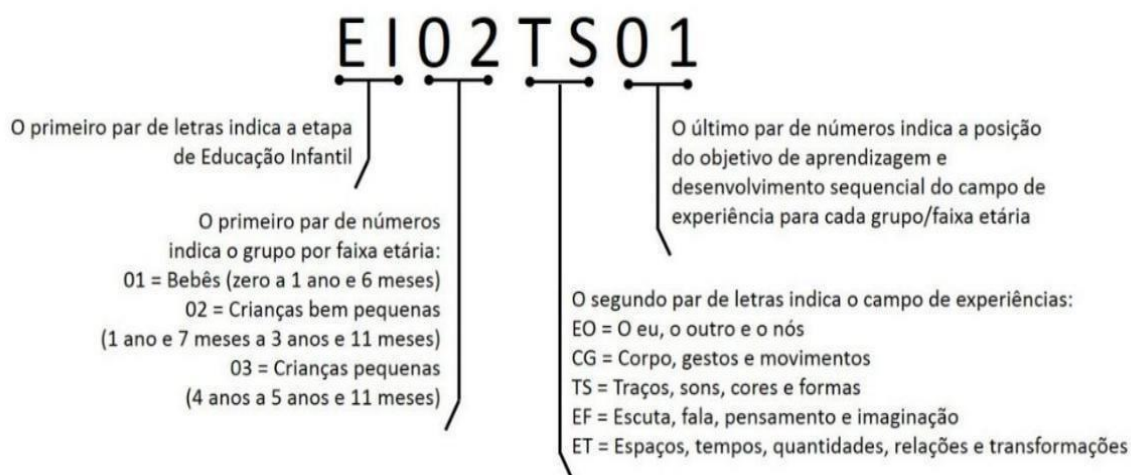 EI02TS01
O primeiro par de letras indica a etapa
de Educação Infantil
O primeiro par de números
indica o grupo por faixa etária:
01 = Bebês (zero a 1 ano e 6 meses)
02 = Crianças bem pequenas
(1 ano e 7 meses a 3 anos e 11 meses)
03 = Crianças pequenas
(4 anos a 5 anos e 11 meses)
O último par de números indica a posição
do objetivo de aprendizagem e
desenvolvimento sequencial do campo de
experiência para cada grupo/faixa etária
O segundo par de letras indica o campo de experiências:
EO = O eu, o outro e o nós
CG = Corpo, gestos e movimentos
TS = Traços, sons, cores e formas
EF = Escuta, fala, pensamento e imaginação
ET = Espaços, tempos, quantidades, relações e transformações